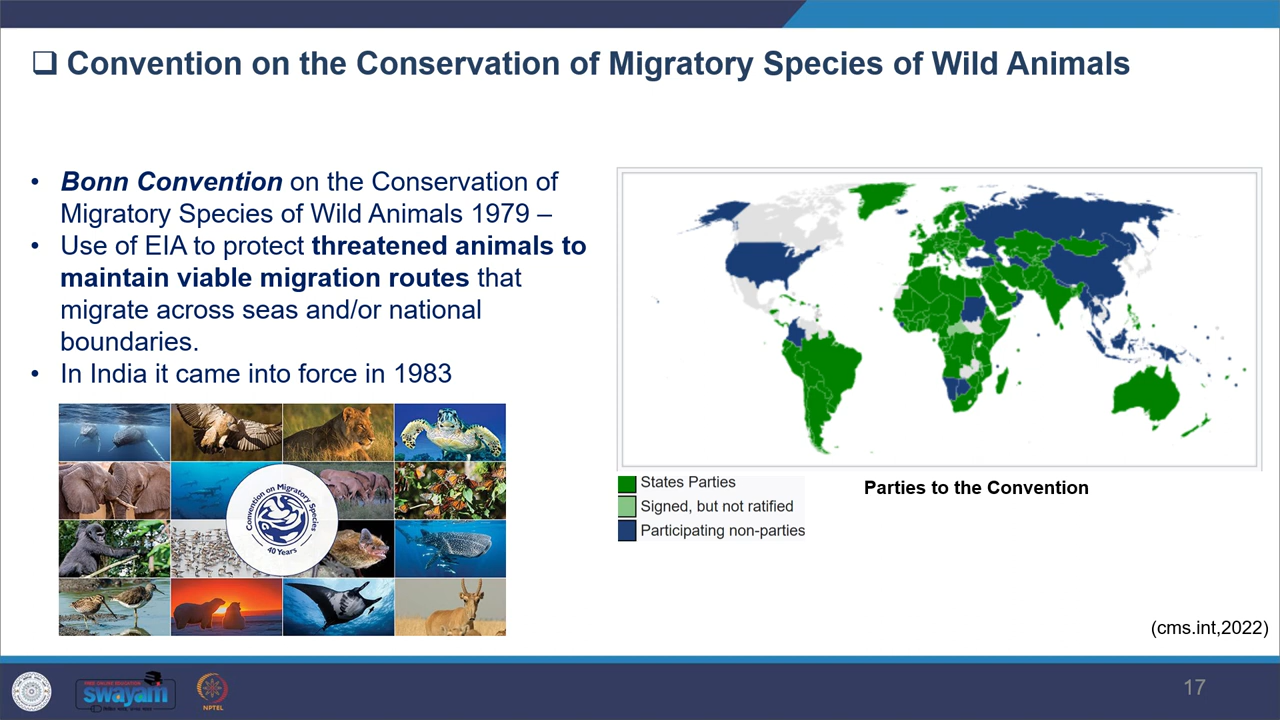 ❑ Convention on the Conservation of Migratory Species of Wild Animals
• Bonn Convention on the Conservation of
Migratory Species of Wild Animals 1979 –
• Use of EIA to protect threatened animals to
maintain viable migration routes that
migrate across seas and/or national
boundaries.
• In India it came into force in 1983
Convention on Migratory Species
40 Years
States Parties
Signed, but not ratified
Participating non-parties
Parties to the Convention
(cms.int,2022)
swayam
NPTEL
17